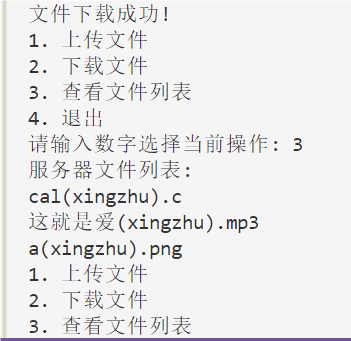 文件下载成功!
1. 上传文件
2. 下载文件
3. 查看文件列表
4. 退出
请输入数字选择当前操作: 3
服务器文件列表:
cal(xingzhu).c
这就是爱(xingzhu).mp3
a(xingzhu).png
1. 上传文件
2. 下载文件
3. 查看文件列表